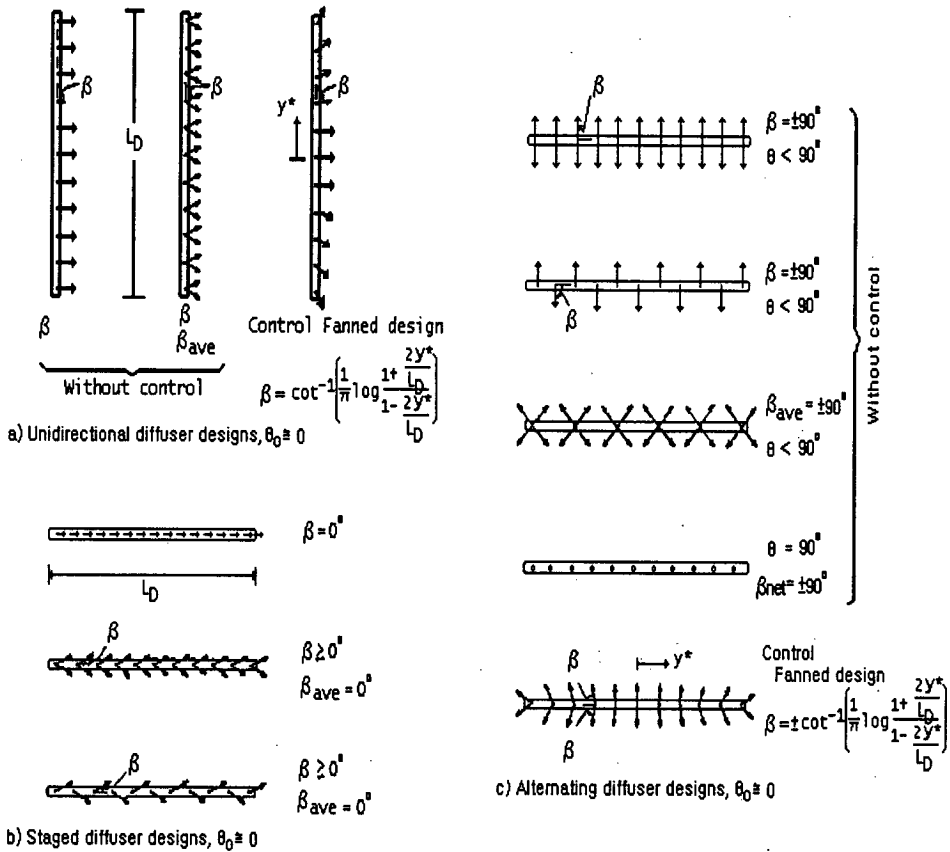 β
L_D
β
y*
β
β
β
β_ave
Without control
Control Fanned design
β = cot⁻¹(1/π log (1 + 2y*/L_D)/(1 - 2y*/L_D))
a) Unidirectional diffuser designs, θ₀ ≅ 0
β = 0°
L_D
β
β ≥ 0°
β_ave = 0°
β
β ≥ 0°
β_ave = 0°
b) Staged diffuser designs, θ₀ ≅ 0
β
β = ±90°
θ < 90°
β
β = ±90°
θ < 90°
β_ave = ±90°
θ < 90°
θ = 90°
β_net = ±90°
Without control
β
β
y*
Control
Fanned design
β = ±cot⁻¹(1/π log (1 + 2y*/L_D)/(1 - 2y*/L_D))
c) Alternating diffuser designs, θ₀ ≅ 0